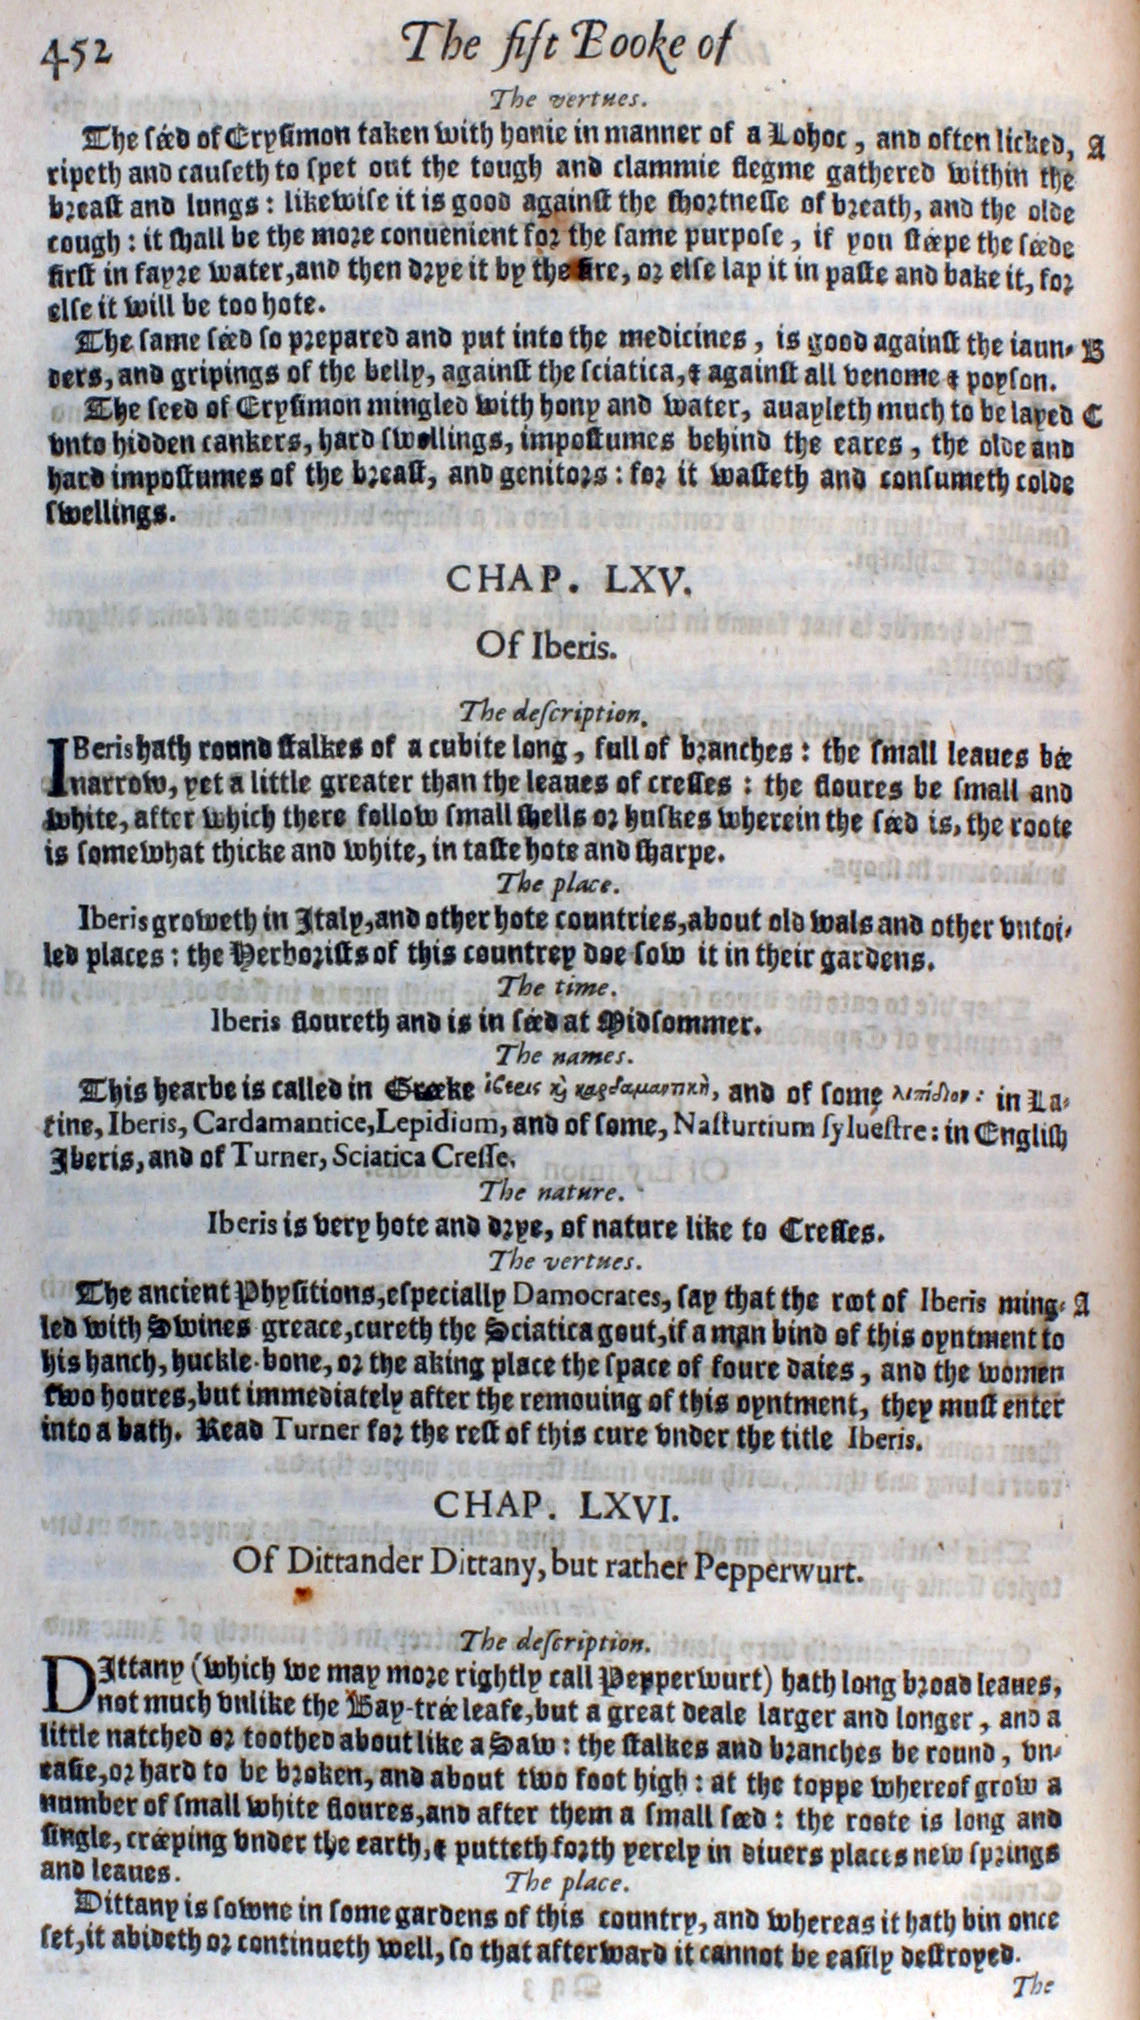 452 The fift Booke of
The vertues.
The séed of Erysimon taken with honie in manner of a Lohoc, and often licked, A
ripeth and causeth to spet out the tough and clammie flegme gathered within the
breast and lungs: likewise it is good against the shortnesse of breath, and the olde
cough: it shall be the more conuenient for the same purpose, if you stéepe the séede
first in fayre water,and then drye it by the fire, or else lap it in paste and bake it, for
else it will be too hote.
The same séed so prepared and put into the medicines, is good against the iaun- B
ders, and gripings of the belly, against the sciatica,& against all venome & poyson.
The seed of Erysimon mingled with hony and water, auayleth much to be layed C
vnto hidden cankers, hard swellings, impostumes behind the eares, the olde and
hard impostumes of the breast, and genitors: for it wasteth and consumeth colde
swellings.
CHAP. LXV.
Of Iberis.
The description.
IBeris hath round stalkes of a cubite long, full of branches: the small leaues bée
narrow, yet a little greater than the leaues of cresses: the floures be small and
white, after which there follow small shells or huskes wherein the séed is, the roote
is somewhat thicke and white, in taste hote and sharpe.
The place.
Iberis groweth in Italy,and other hote countries,about old wals and other vntoi-
led places: the Herborists of this countrey doe sow it in their gardens.
The time.
Iberis floureth and is in séed at Midsommer.
The names.
This hearbe is called in Gréeke ἰβερις καὶ καρδαμαντικὴ, and of some λεπίδιον: in La-
tine, Iberis, Cardamantice, Lepidium, and of some, Nasturtium syluestre: in English
Iberis, and of Turner, Sciatica Cresse.
The nature.
Iberis is very hote and drye, of nature like to Cresses.
The vertues.
The ancient Physitions,especially Damocrates, say that the root of Iberis ming- A
led with Swines greace,cureth the Sciatica gout,if a man bind of this oyntment to
his hanch, huckle-bone, or the aking place the space of foure daies, and the women
two houres,but immediately after the remouing of this oyntment, they must enter
into a bath. Read Turner for the rest of this cure vnder the title Iberis.
CHAP. LXVI.
Of Dittander Dittany, but rather Pepperwurt.
The description.
DIttany (which we may more rightly call Pepperwurt) hath long broad leaues,
not much vnlike the Bay-trée leafe,but a great deale larger and longer, and a
little natched or toothed about like a Saw: the stalkes and branches be round, vn-
easie,or hard to be broken, and about two foot high: at the toppe whereof grow a
number of small white floures,and after them a small séed: the roote is long and
single, créeping vnder the earth,& putteth forth yerely in diuers places new springs
and leaues.
The place.
Dittany is sowne in some gardens of this country, and whereas it hath bin once
set,it abideth or continueth well, so that afterward it cannot be easily destroyed.
The